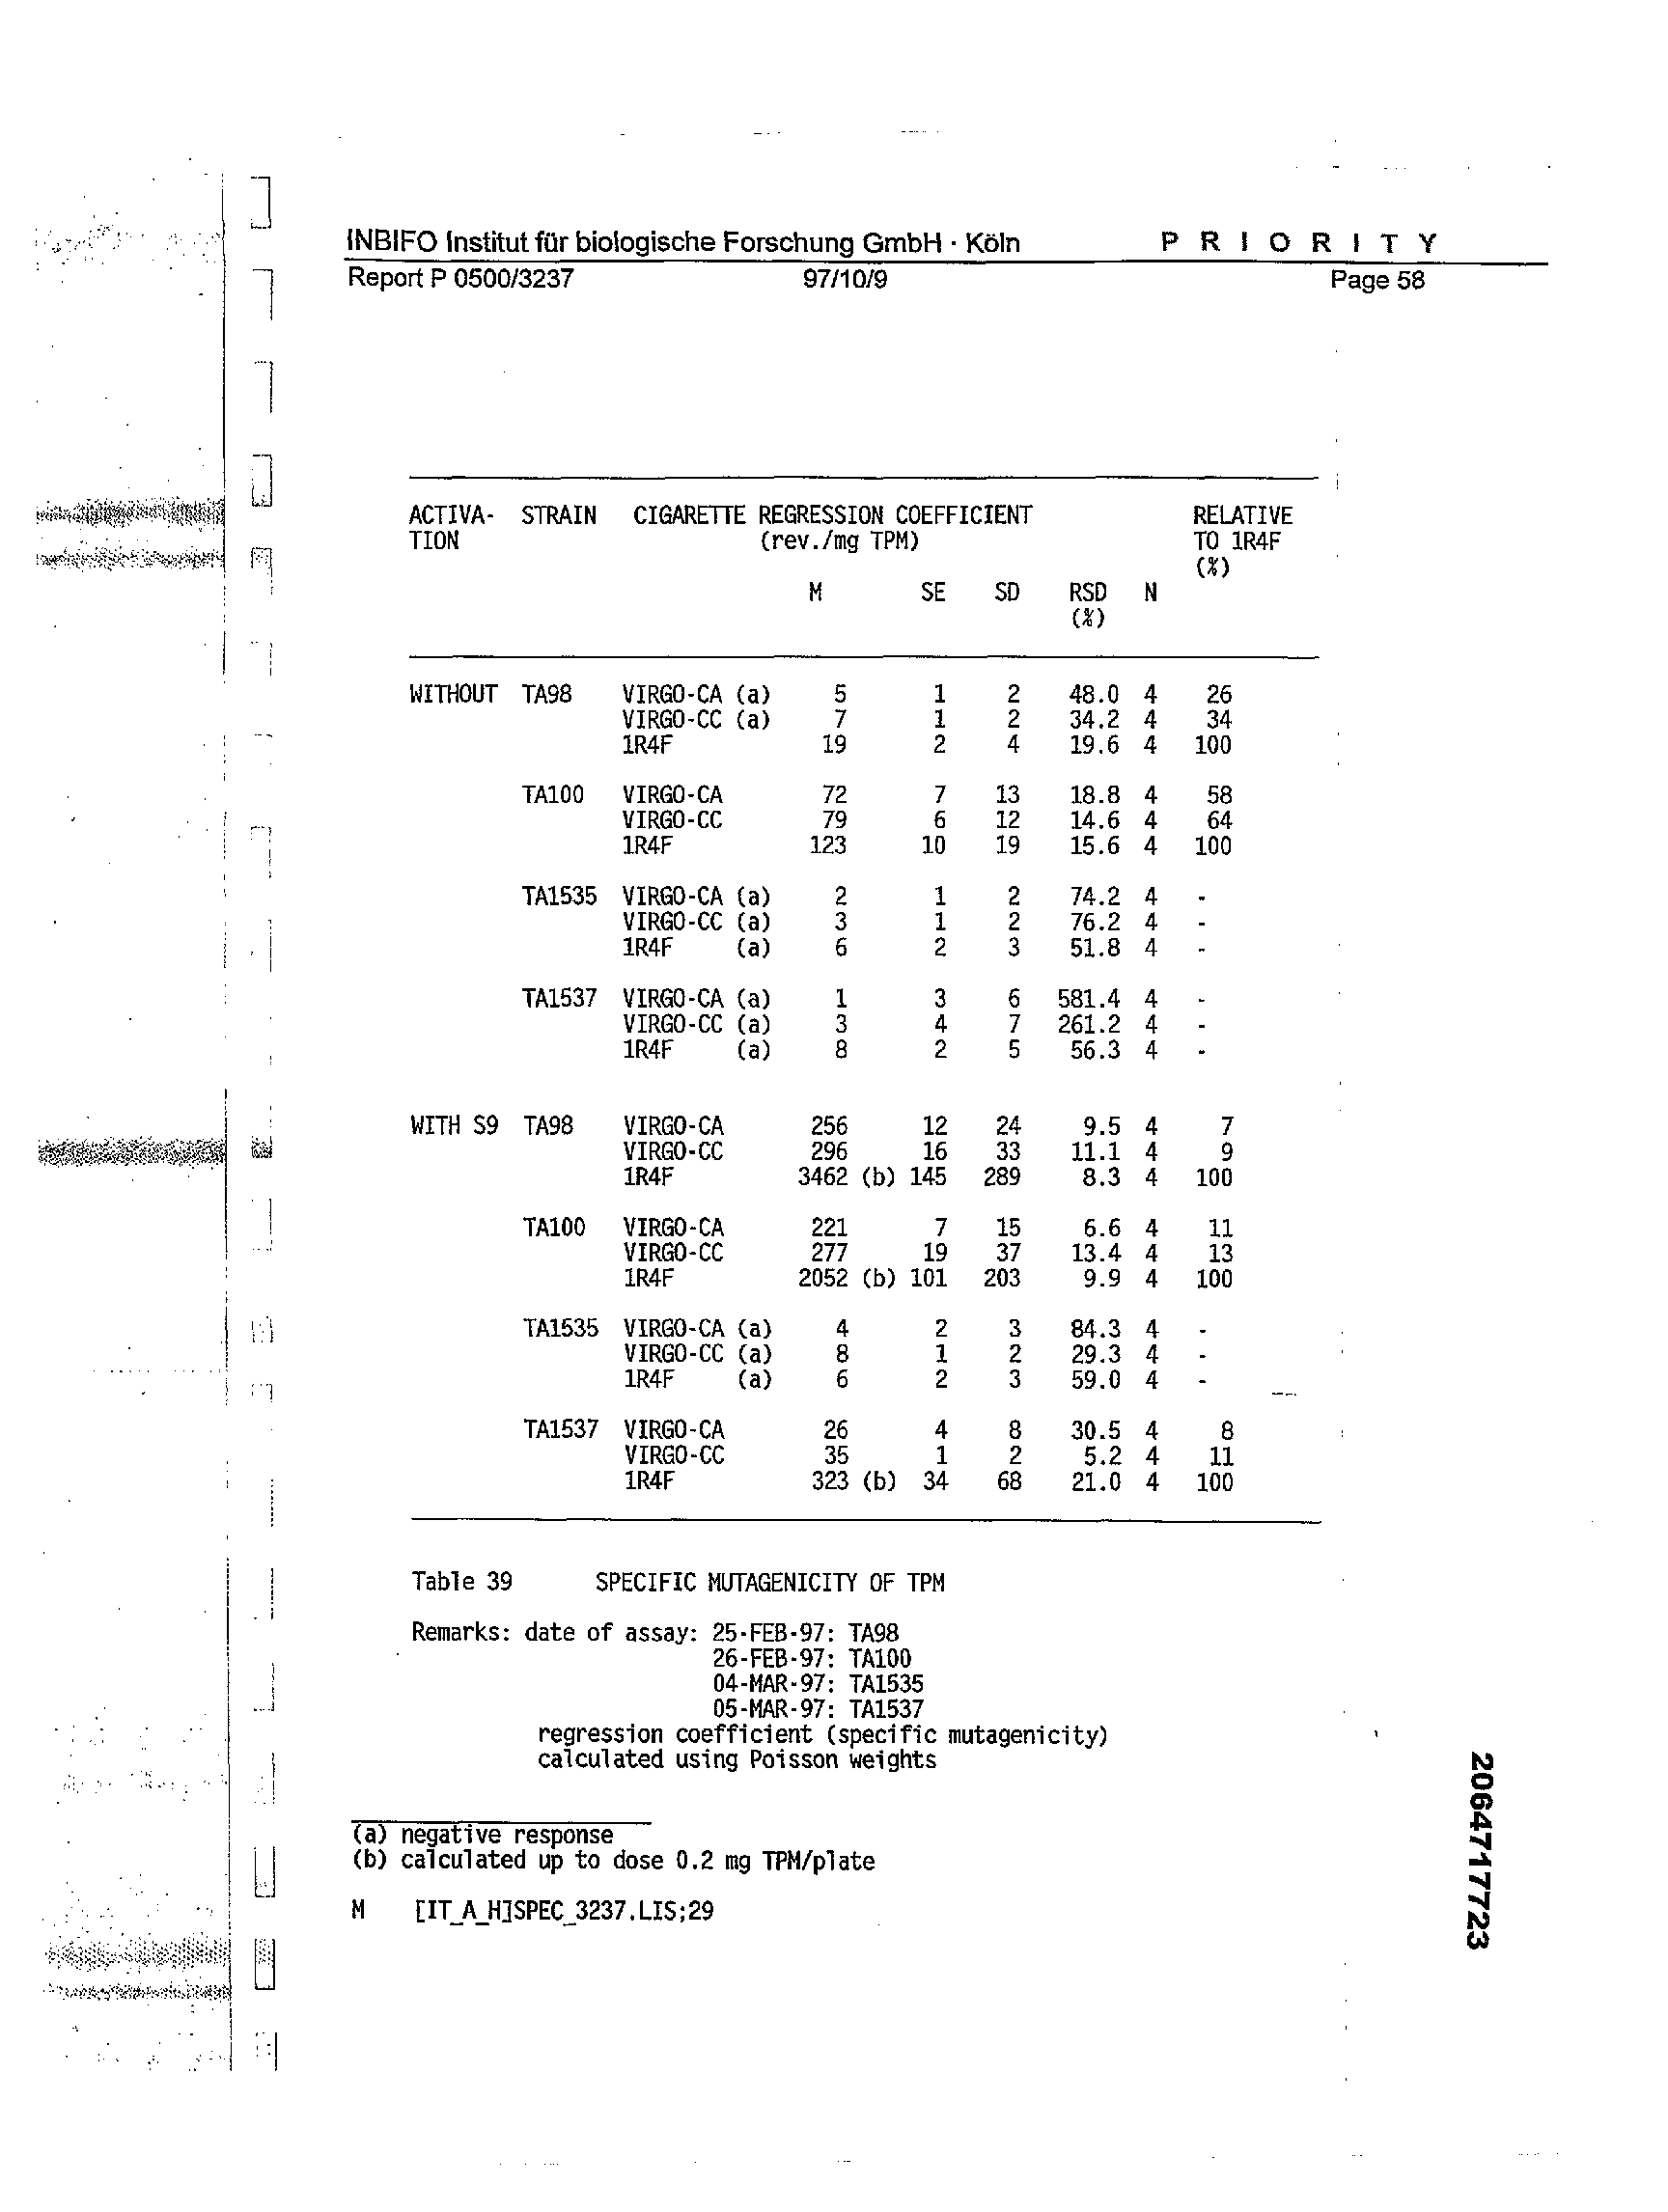 INBIFO Institut für biologische Forschung GmbH · Köln P R I O R I T Y
Report P 0500/3237 97/10/9 Page 58
ACTIVA- STRAIN CIGARETTE REGRESSION COEFFICIENT RELATIVE
TION (rev./mg TPM) TO 1R4F
(%)
M SE SD RSD N
(%)
WITHOUT TA98 VIRGO-CA (a) 5 1 2 48.0 4 26
VIRGO-CC (a) 7 1 2 34.2 4 34
1R4F 19 2 4 19.6 4 100
TA100 VIRGO-CA 72 7 13 18.8 4 58
VIRGO-CC 79 6 12 14.6 4 64
1R4F 123 10 19 15.6 4 100
TA1535 VIRGO-CA (a) 2 1 2 74.2 4 -
VIRGO-CC (a) 3 1 2 76.2 4 -
1R4F (a) 6 2 3 51.8 4 -
TA1537 VIRGO-CA (a) 1 3 6 581.4 4 -
VIRGO-CC (a) 3 4 7 261.2 4 -
1R4F (a) 8 2 5 56.3 4 -
WITH S9 TA98 VIRGO-CA 256 12 24 9.5 4 7
VIRGO-CC 296 16 33 11.1 4 9
1R4F 3462 (b) 145 289 8.3 4 100
TA100 VIRGO-CA 221 7 15 6.6 4 11
VIRGO-CC 277 19 37 13.4 4 13
1R4F 2052 (b) 101 203 9.9 4 100
TA1535 VIRGO-CA (a) 4 2 3 84.3 4 -
VIRGO-CC (a) 8 1 2 29.3 4 -
1R4F (a) 6 2 3 59.0 4 -
TA1537 VIRGO-CA 26 4 8 30.5 4 8
VIRGO-CC 35 1 2 5.2 4 11
1R4F 323 (b) 34 68 21.0 4 100
Table 39 SPECIFIC MUTAGENICITY OF TPM
Remarks: date of assay: 25-FEB-97: TA98
26-FEB-97: TA100
04-MAR-97: TA1535
05-MAR-97: TA1537
regression coefficient (specific mutagenicity)
calculated using Poisson weights
(a) negative response
(b) calculated up to dose 0.2 mg TPM/plate
M [IT_A_H]SPEC_3237.LIS;29
2064717723